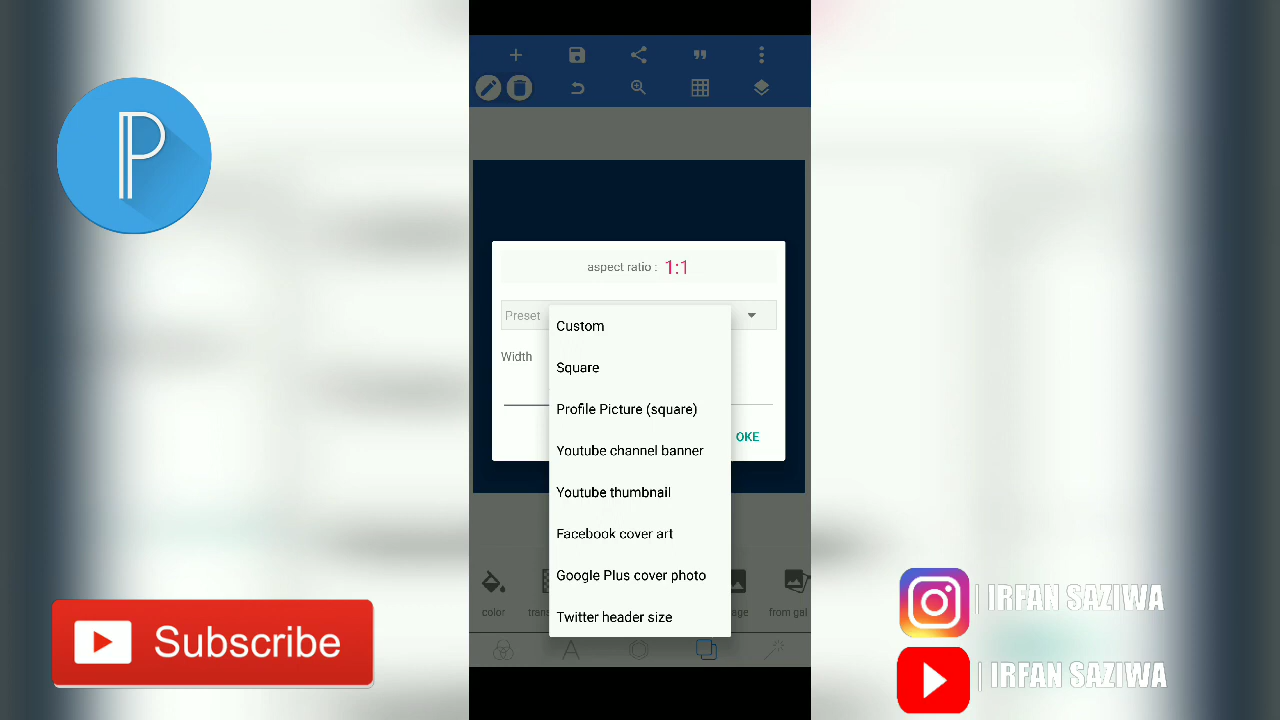 aspect ratio : 1:1
Preset
Custom
Width
Square
Profile Picture (square)
OKE
Youtube channel banner
Youtube thumbnail
Facebook cover art
Google Plus cover photo
Twitter header size
color
from gal
Subscribe
| IRFAN SAZIWA
| IRFAN SAZIWA